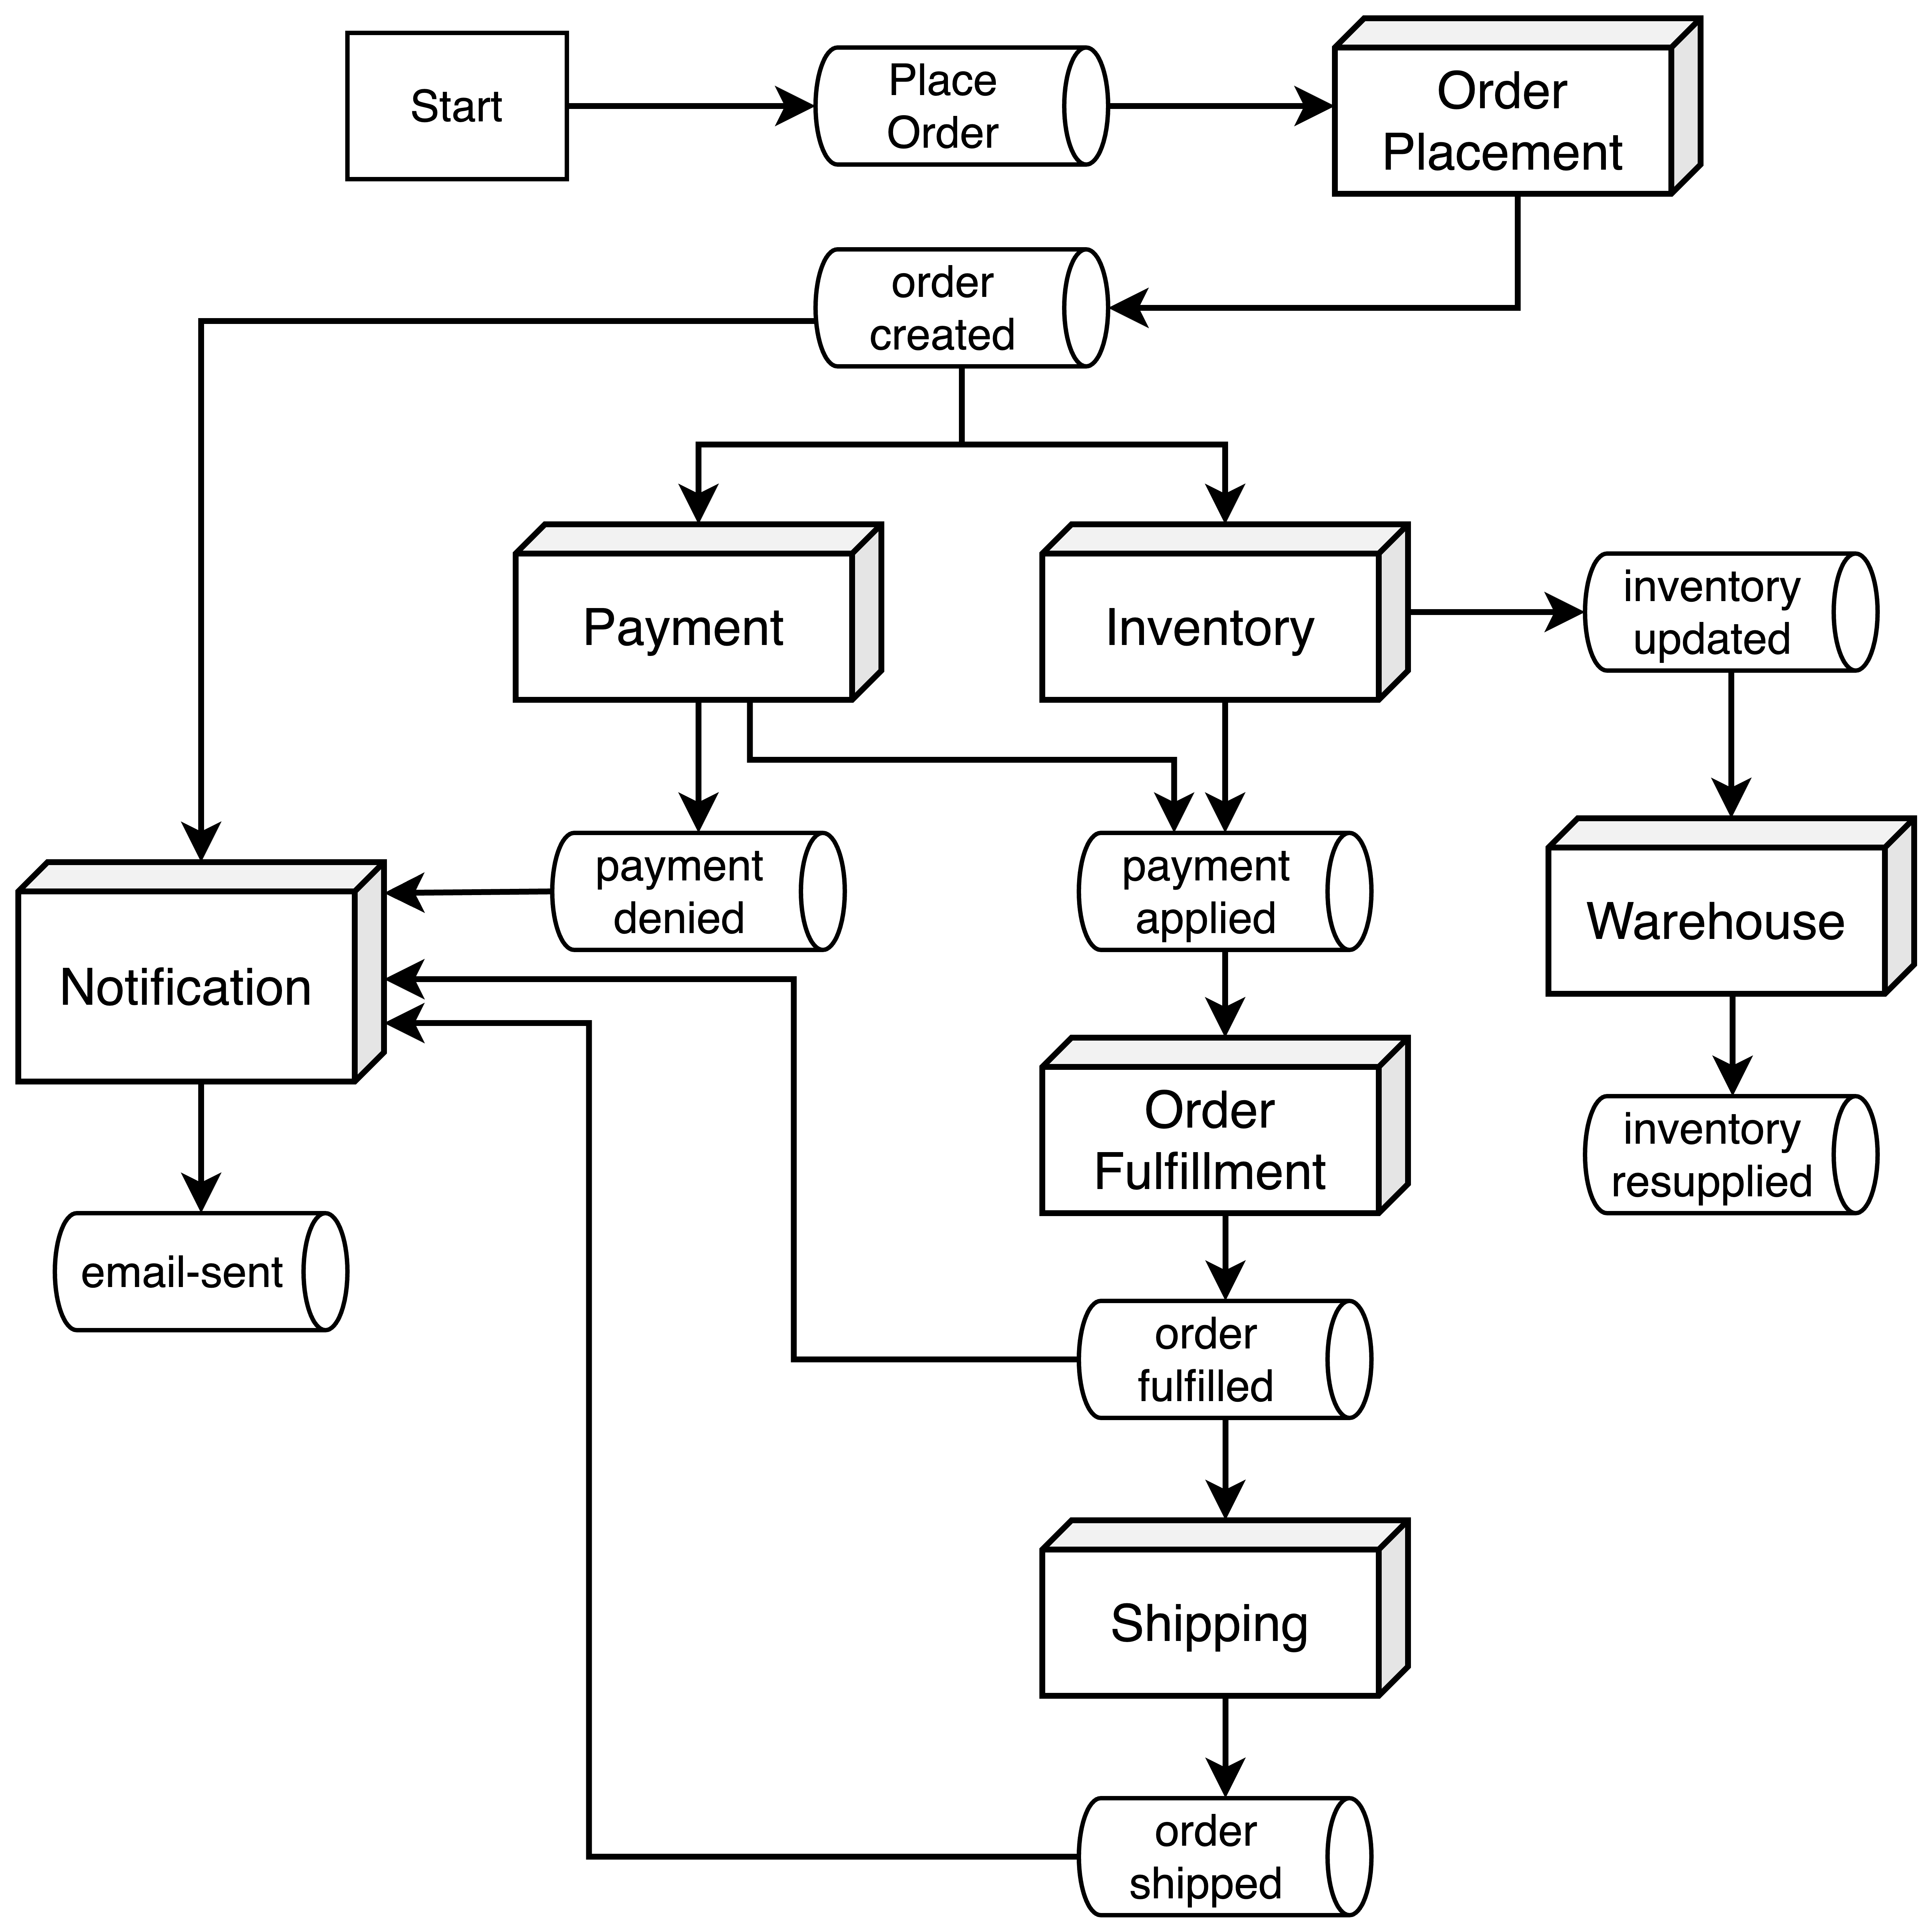 Start
Place
Order
Order
Placement
order
created
Payment
Inventory
inventory
updated
payment
denied
payment
applied
Warehouse
Notification
Order
Fulfillment
inventory
resupplied
email-sent
order
fulfilled
Shipping
order
shipped